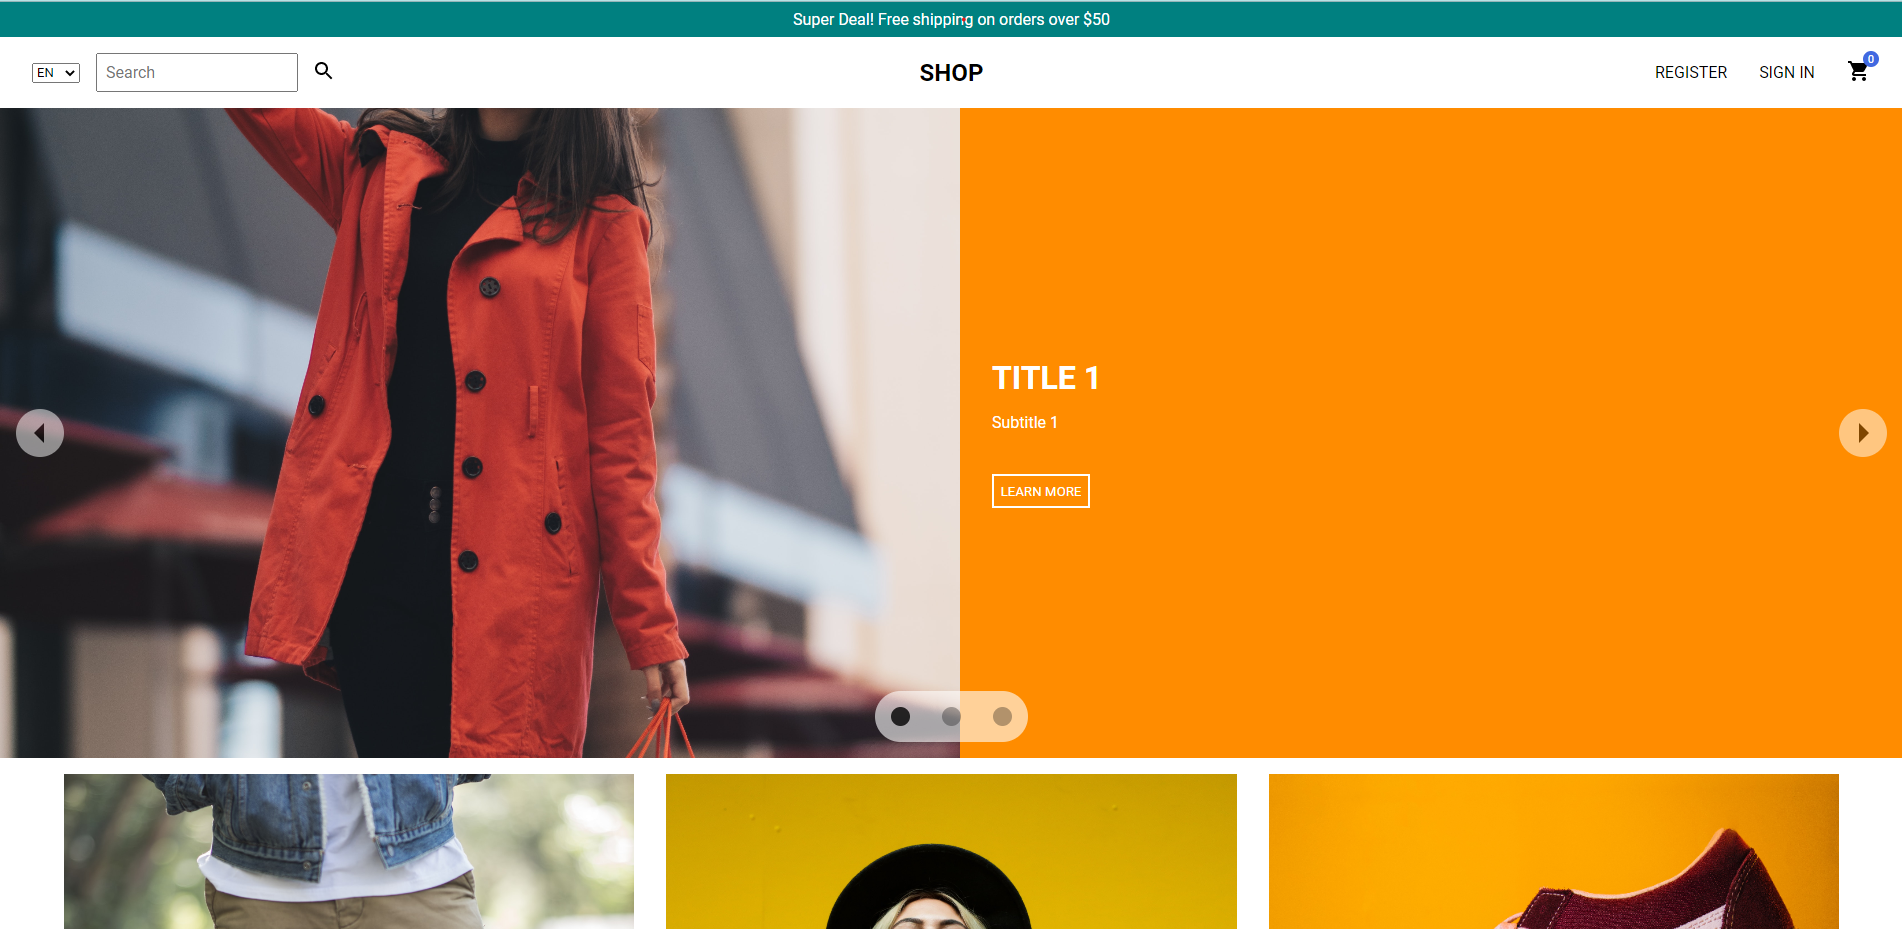 Super Deal! Free shipping on orders over $50
EN
Search
SHOP
REGISTER
SIGN IN
0
TITLE 1
Subtitle 1
LEARN MORE